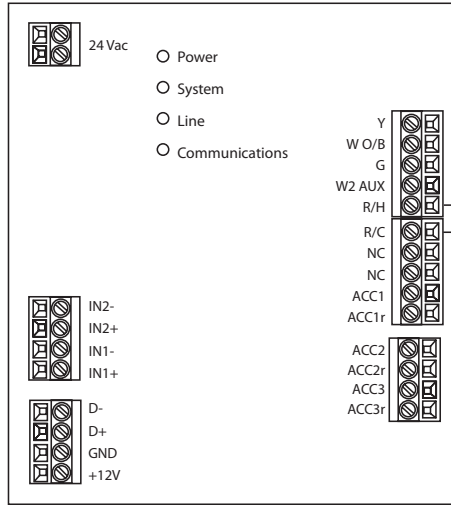 24 Vac
Power
System
Line
Communications
Y
W O/B
G
W2 AUX
R/H
R/C
NC
NC
ACC1
ACC1r
ACC2
ACC2r
ACC3
ACC3r
IN2-
IN2+
IN1-
IN1+
D-
D+
GND
+12V